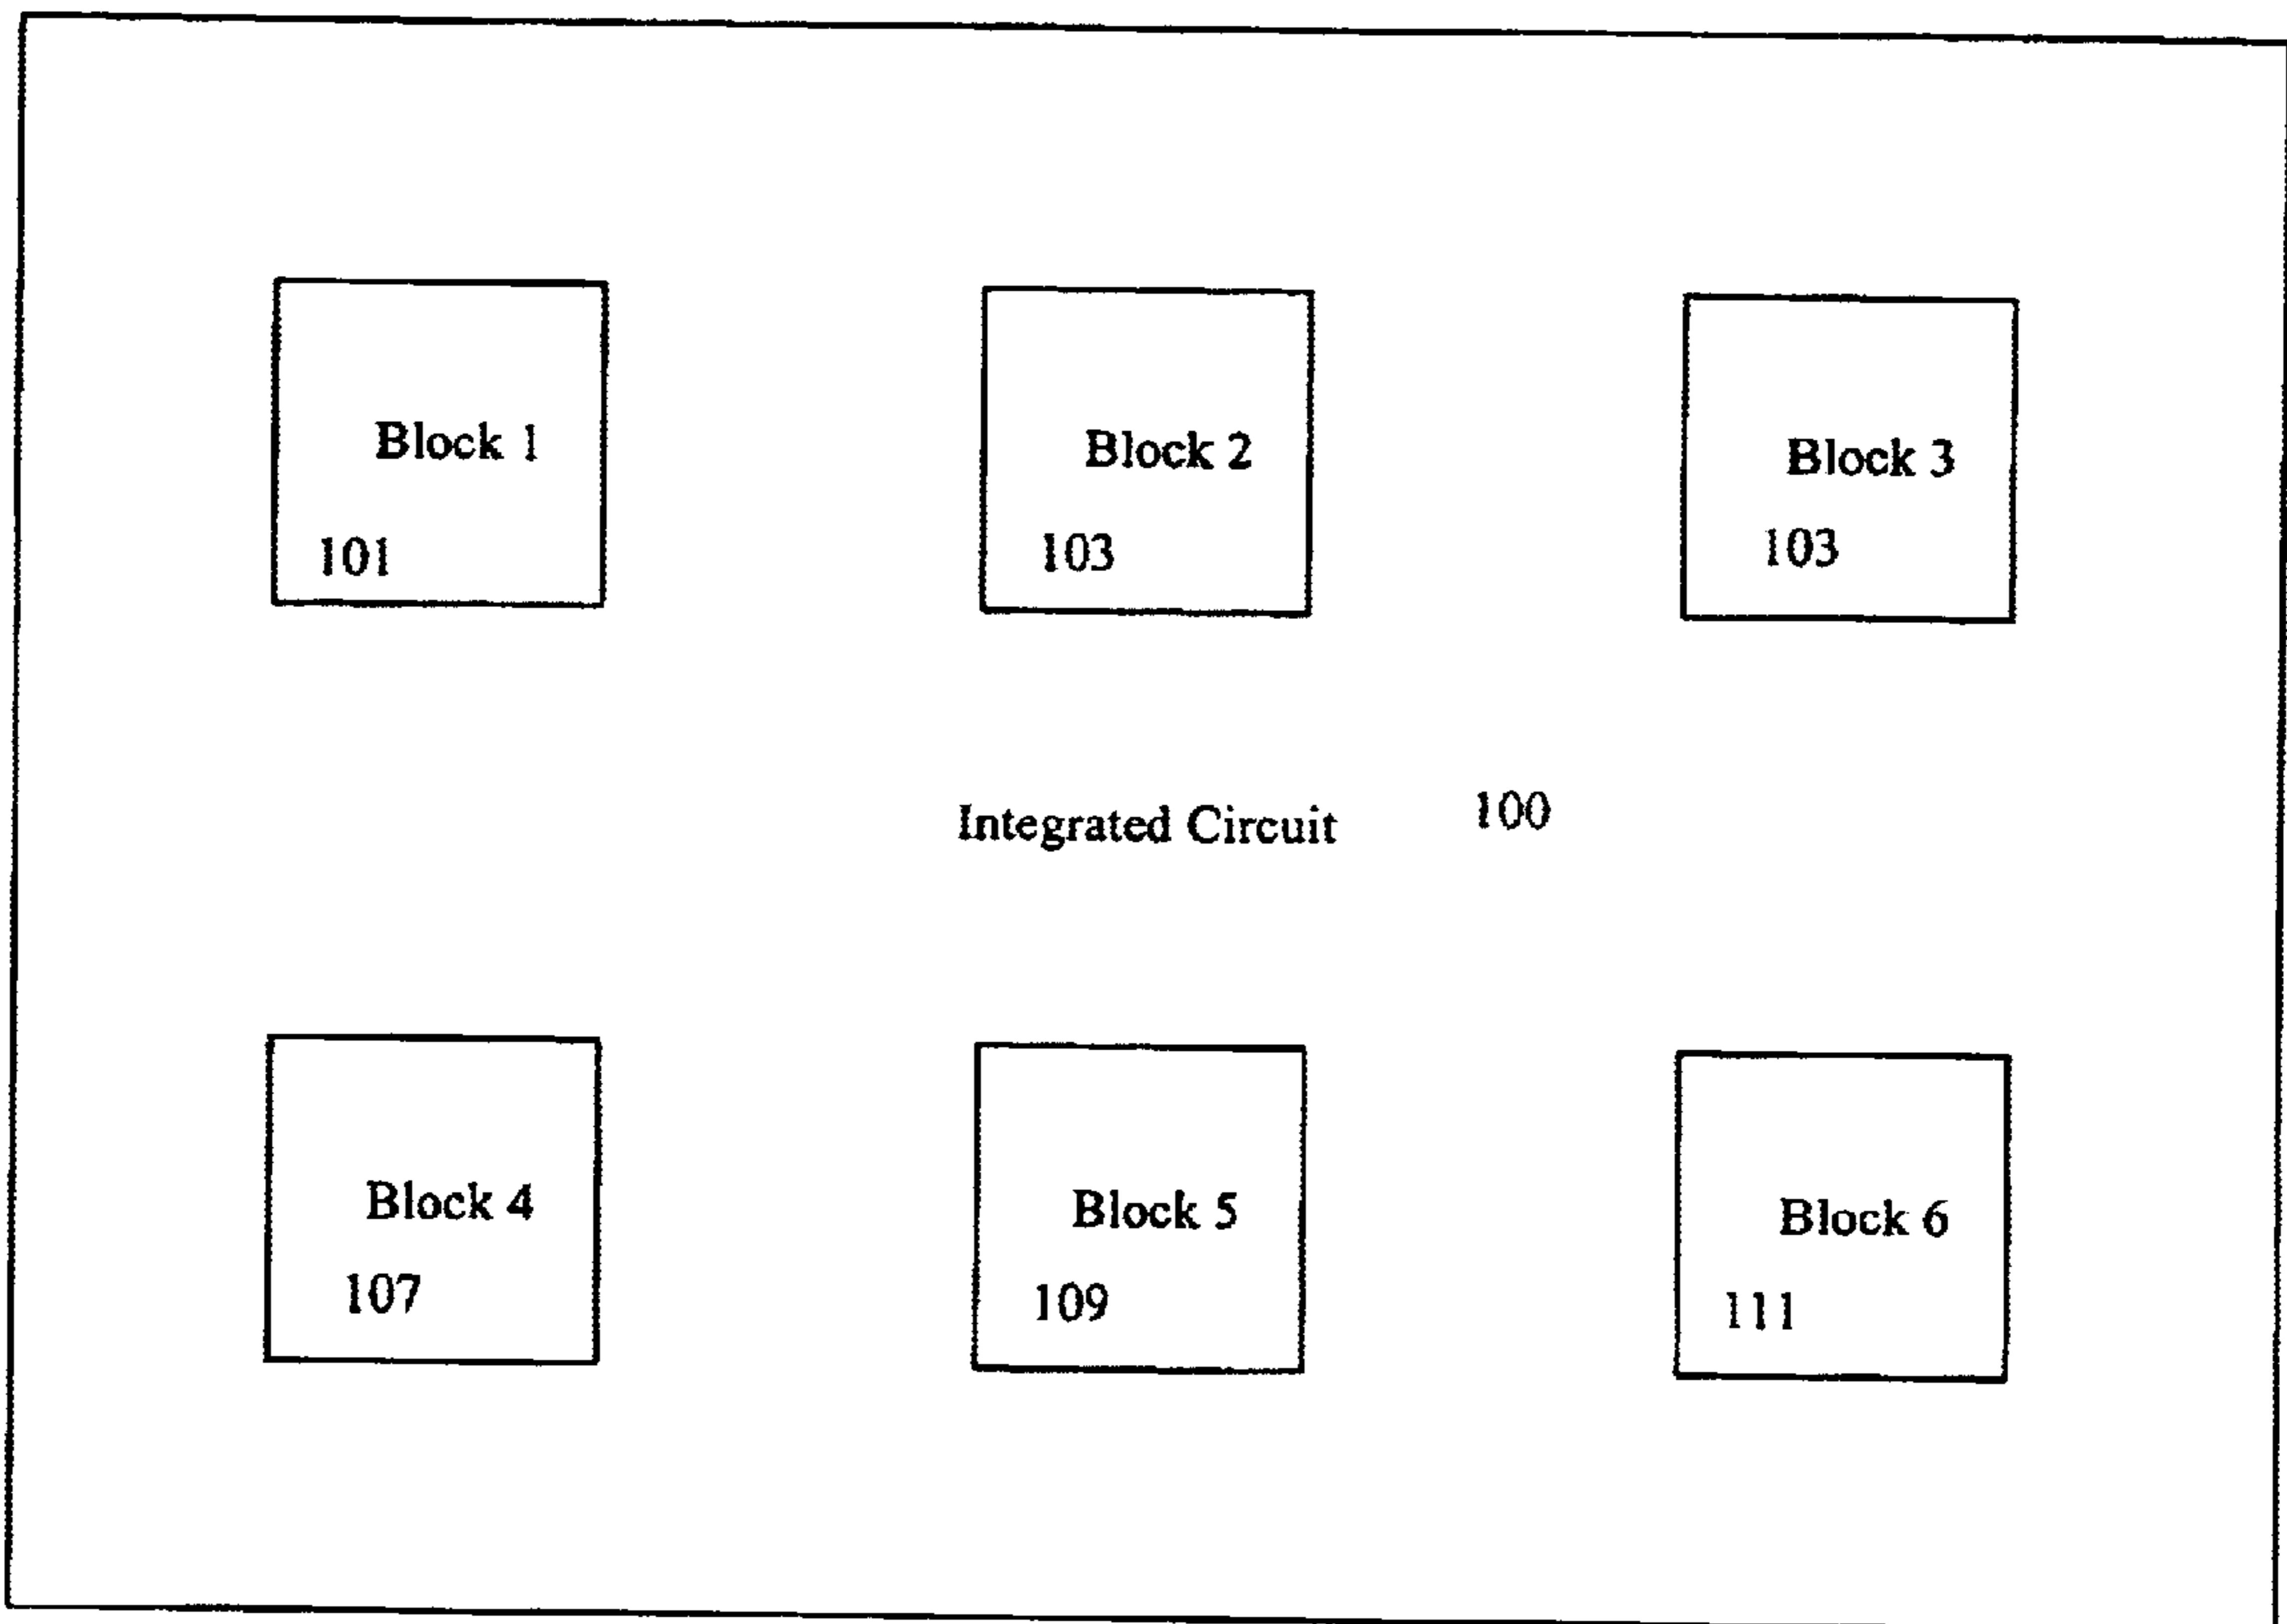 Block 1
101
Block 2
103
Block 3
103
Integrated Circuit 100
Block 4
107
Block 5
109
Block 6
111